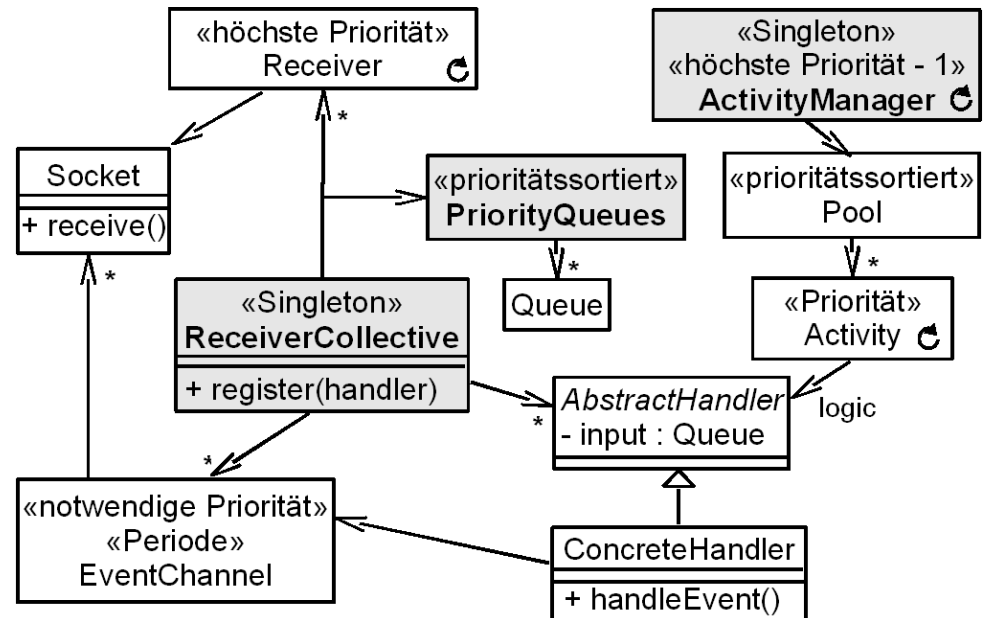 «höchste Priorität»
Receiver
*
«Singleton»
«höchste Priorität - 1»
ActivityManager
Socket
+ receive()
*
«prioritätssortiert»
PriorityQueues
*
Queue
«prioritätssortiert»
Pool
*
«Singleton»
ReceiverCollective
+ register(handler)
*
*
«Priorität»
Activity
logic
AbstractHandler
- input : Queue
«notwendige Priorität»
«Periode»
EventChannel
ConcreteHandler
+ handleEvent()